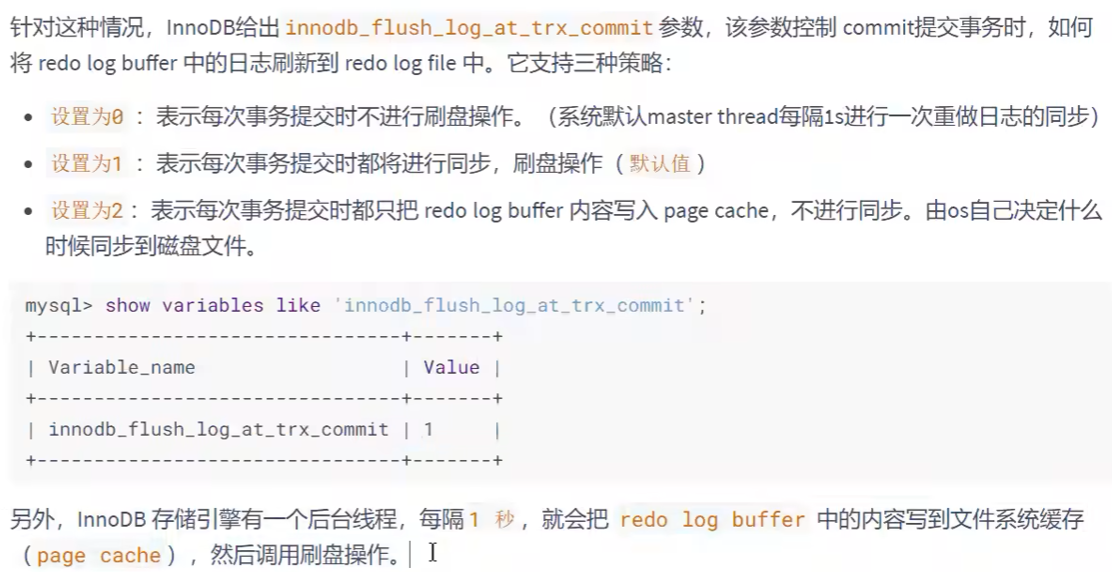 针对这种情况，InnoDB给出 innodb_flush_log_at_trx_commit 参数，该参数控制 commit提交事务时，如何
将 redo log buffer 中的日志刷新到 redo log file 中。它支持三种策略：
• 设置为0 ：表示每次事务提交时不进行刷盘操作。（系统默认master thread每隔1s进行一次重做日志的同步）
• 设置为1 ：表示每次事务提交时都将进行同步，刷盘操作（ 默认值 ）
• 设置为2 ：表示每次事务提交时都只把 redo log buffer 内容写入 page cache，不进行同步。由os自己决定什么
时候同步到磁盘文件。
mysql> show variables like 'innodb_flush_log_at_trx_commit';
+--------------------------------+-------+
| Variable_name                  | Value |
+--------------------------------+-------+
| innodb_flush_log_at_trx_commit | 1     |
+--------------------------------+-------+
另外，InnoDB 存储引擎有一个后台线程，每隔 1 秒 ，就会把 redo log buffer 中的内容写到文件系统缓存
（ page cache ），然后调用刷盘操作。